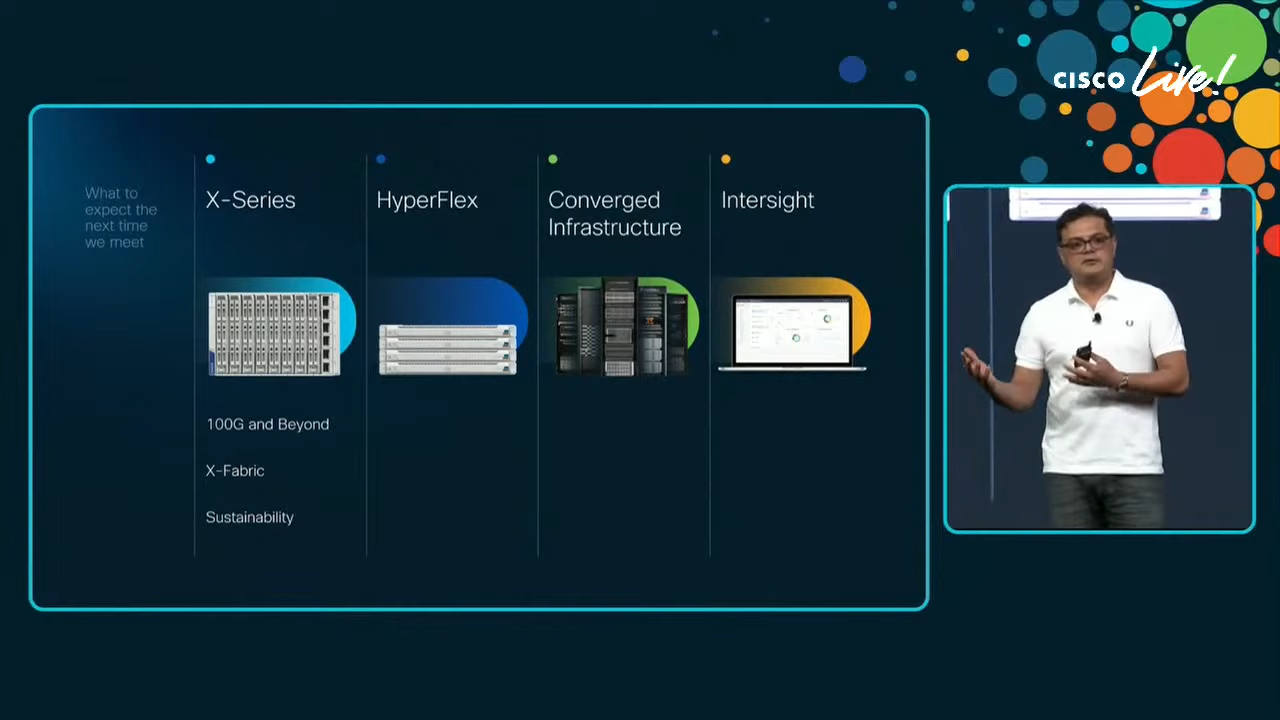 CISCO Live!
What to
expect the
next time
we meet
X-Series
HyperFlex
Converged
Infrastructure
Intersight
100G and Beyond
X-Fabric
Sustainability